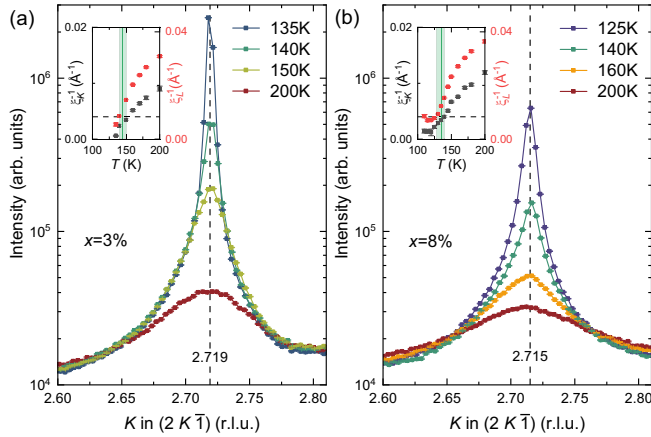 (a)
135K
140K
150K
200K
0.02
0.04
ξ_K^-1 (Å^-1)
ξ_L^-1 (Å^-1)
0.00
0.00
100 150 200
T (K)
x=3%
2.719
10^6
10^5
10^4
Intensity (arb. units)
2.60 2.65 2.70 2.75 2.80
K in (2 K 1̅) (r.l.u.)
(b)
125K
140K
160K
200K
0.02
0.04
ξ_K^-1 (Å^-1)
ξ_L^-1 (Å^-1)
0.00
0.00
100 150 200
T (K)
x=8%
2.715
10^6
10^5
10^4
Intensity (arb. units)
2.60 2.65 2.70 2.75 2.80
K in (2 K 1̅) (r.l.u.)